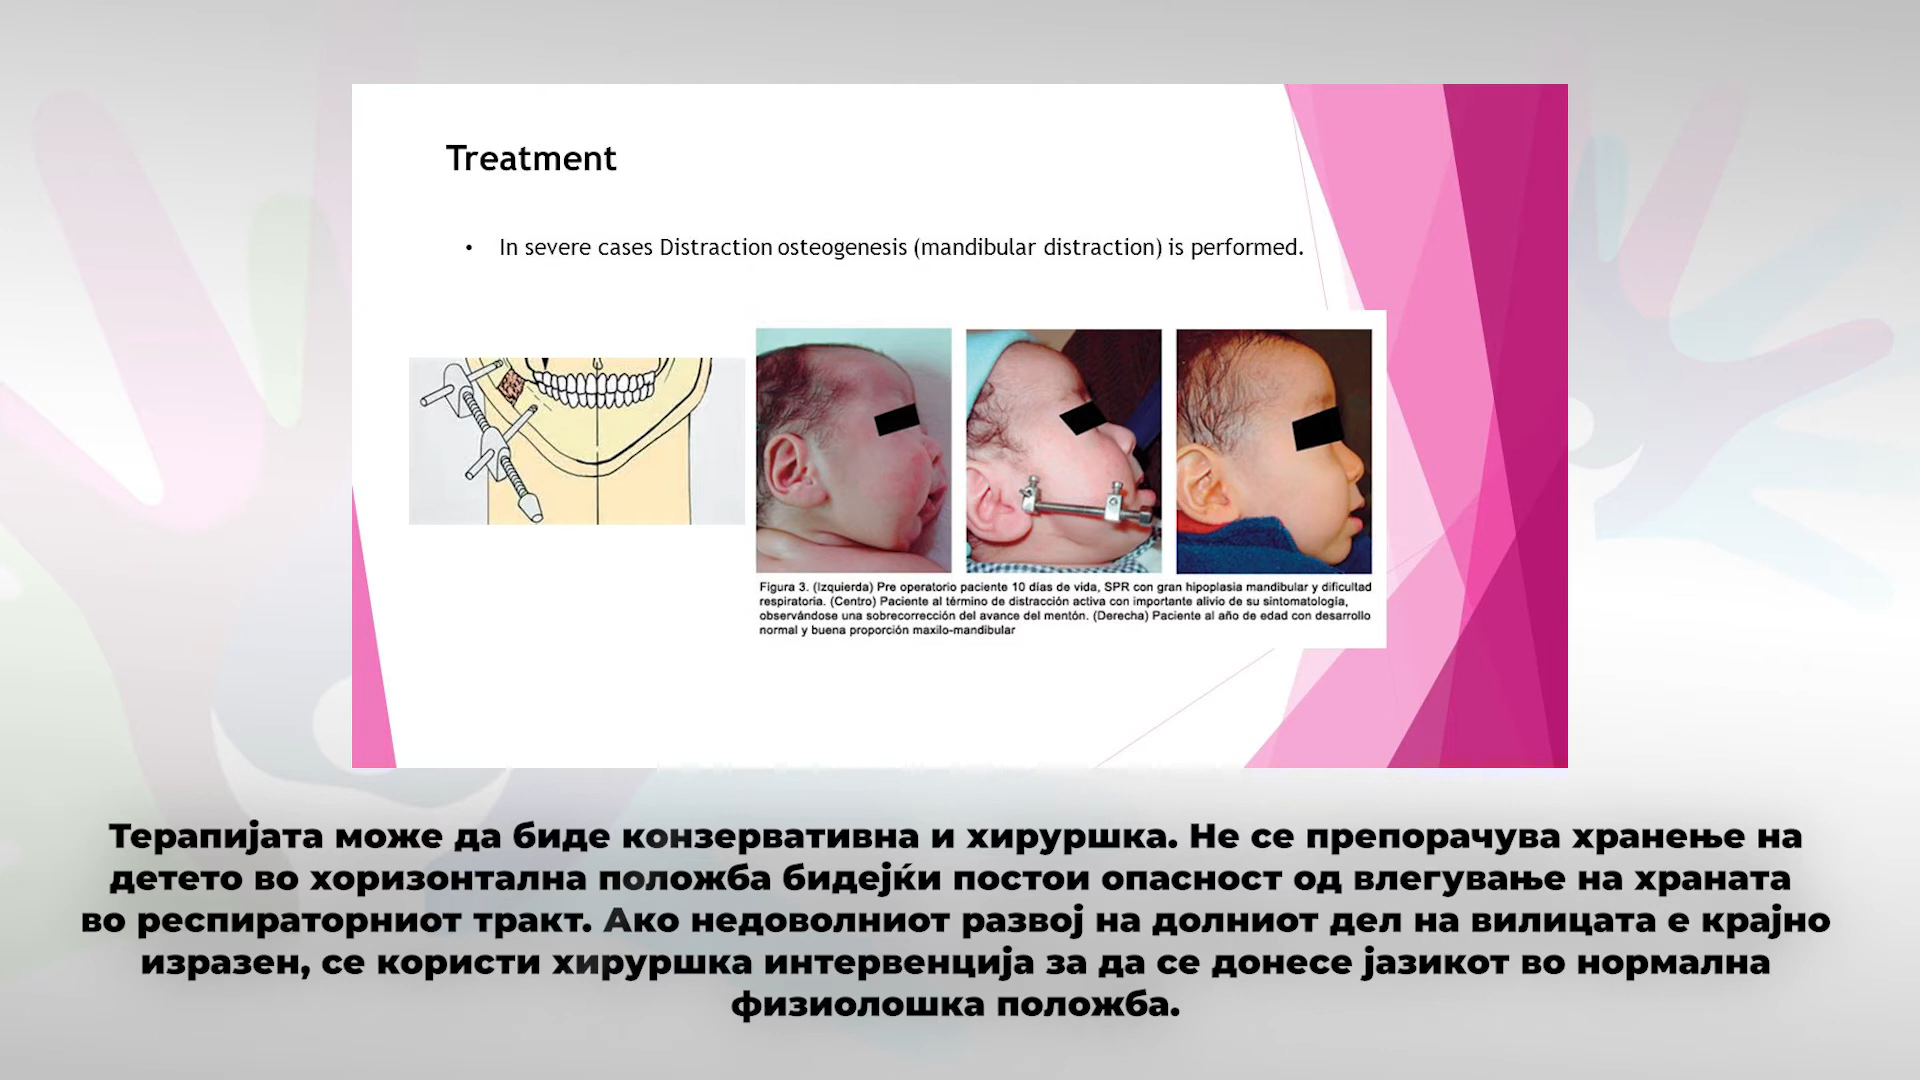 Treatment
• In severe cases Distraction osteogenesis (mandibular distraction) is performed.
Figura 3. (Izquierda) Pre operatorio paciente 10 días de vida, SPR con gran hipoplasia mandibular y dificultad
respiratoria. (Centro) Paciente al término de distracción activa con importante alivio de su sintomatología,
observándose una sobrecorrección del avance del mentón. (Derecha) Paciente al año de edad con desarrollo
normal y buena proporción maxilo-mandibular
Терапијата може да биде конзервативна и хируршка. Не се препорачува хранење на
детето во хоризонтална положба бидејќи постои опасност од влегување на храната
во респираторниот тракт. Ако недоволниот развој на долниот дел на вилицата е крајно
изразен, се користи хируршка интервенција за да се донесе јазикот во нормална
физиолошка положба.